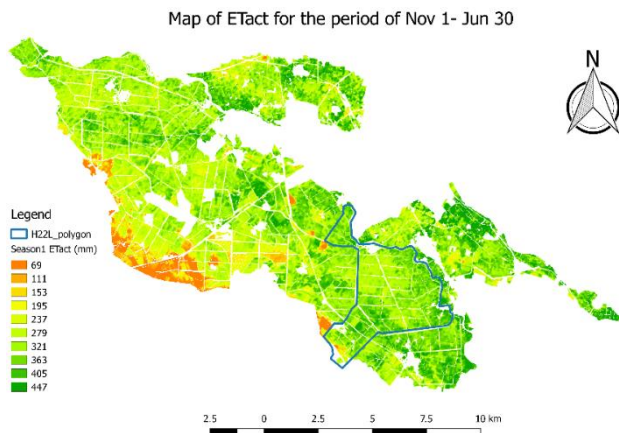 Map of ETact for the period of Nov 1- Jun 30
N
Legend
H22L_polygon
Season1 ETact (mm)
69
111
153
195
237
279
321
363
405
447
2.5 0 2.5 5 7.5 10 km